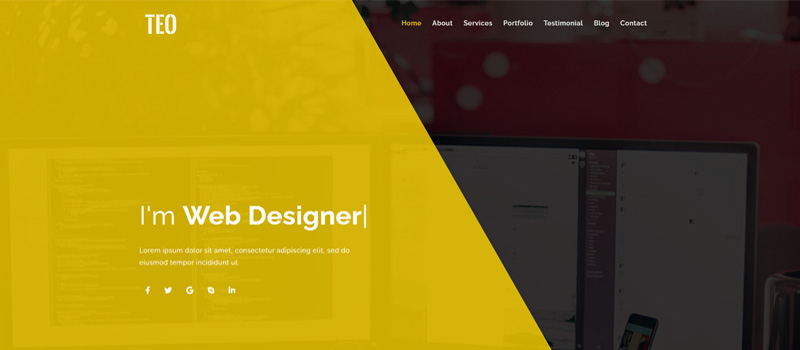 TEO
Home About Services Portfolio Testimonial Blog Contact
I'm Web Designer|
Lorem ipsum dolor sit amet, consectetur adipiscing elit, sed do
eiusmod tempor incididunt ut.